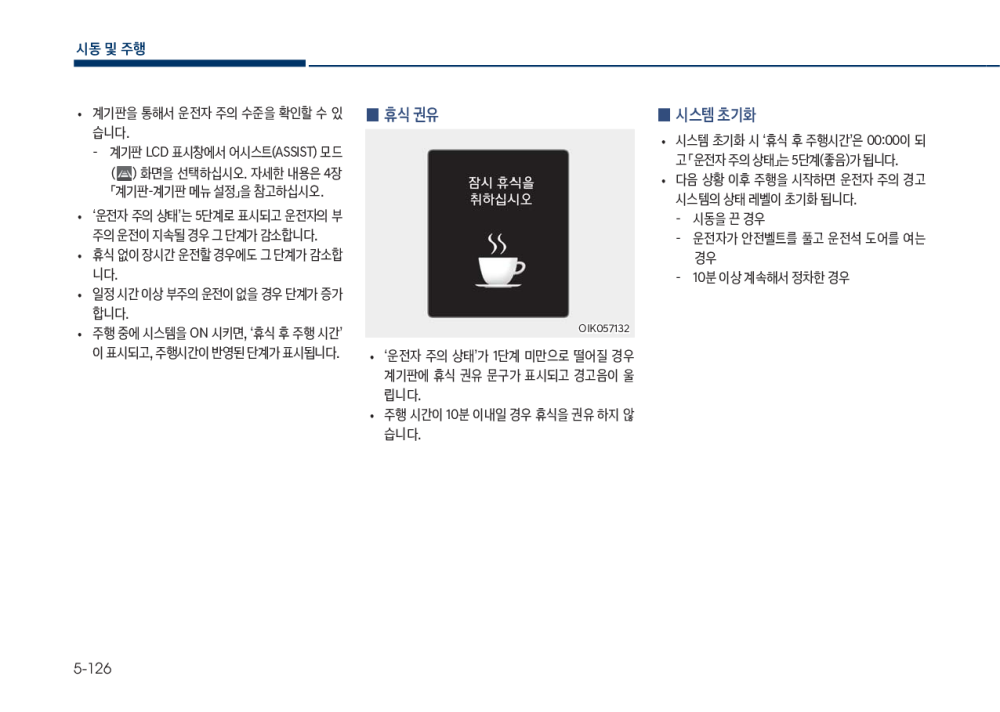 시동 및 주행
• 계기판을 통해서 운전자 주의 수준을 확인할 수 있
습니다.
- 계기판 LCD 표시창에서 어시스트(ASSIST) 모드
( ) 화면을 선택하십시오. 자세한 내용은 4장
「계기판-계기판 메뉴 설정」을 참고하십시오.
• ‘운전자 주의 상태’는 5단계로 표시되고 운전자의 부
주의 운전이 지속될 경우 그 단계가 감소합니다.
• 휴식 없이 장시간 운전할 경우에도 그 단계가 감소합
니다.
• 일정 시간 이상 부주의 운전이 없을 경우 단계가 증가
합니다.
• 주행 중에 시스템을 ON 시키면, ‘휴식 후 주행 시간’
이 표시되고, 주행시간이 반영된 단계가 표시됩니다.
■ 휴식 권유
잠시 휴식을
취하십시오
OIK057132
• ‘운전자 주의 상태’가 1단계 미만으로 떨어질 경우
계기판에 휴식 권유 문구가 표시되고 경고음이 울
립니다.
• 주행 시간이 10분 이내일 경우 휴식을 권유 하지 않
습니다.
■ 시스템 초기화
• 시스템 초기화 시 ‘휴식 후 주행시간’은 00:00이 되
고 「운전자 주의 상태」는 5단계(좋음)가 됩니다.
• 다음 상황 이후 주행을 시작하면 운전자 주의 경고
시스템의 상태 레벨이 초기화 됩니다.
- 시동을 끈 경우
- 운전자가 안전벨트를 풀고 운전석 도어를 여는
경우
- 10분 이상 계속해서 정차한 경우
5-126